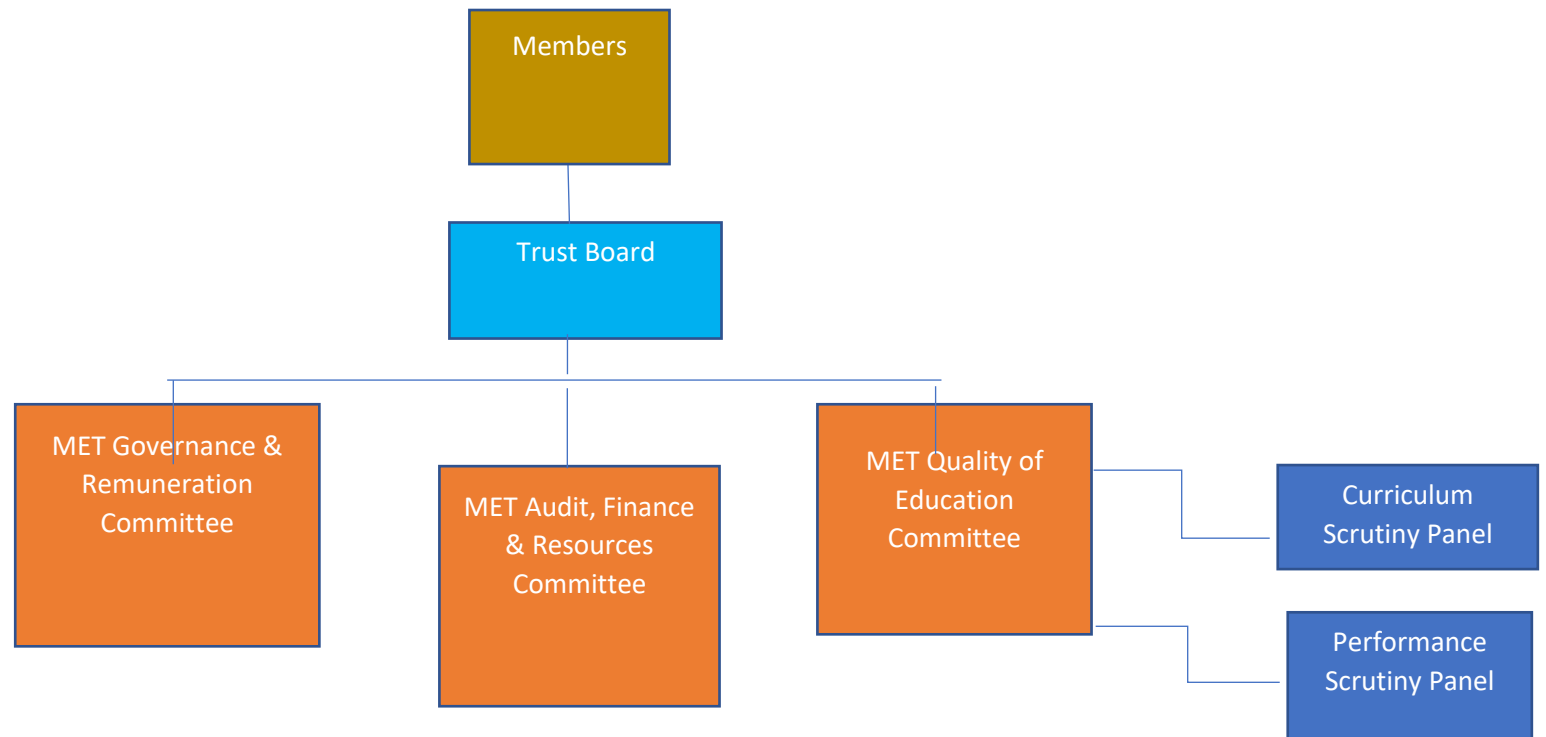 Members
Trust Board
MET Governance &
Remuneration
Committee
MET Audit, Finance
& Resources
Committee
MET Quality of
Education
Committee
Curriculum
Scrutiny Panel
Performance
Scrutiny Panel